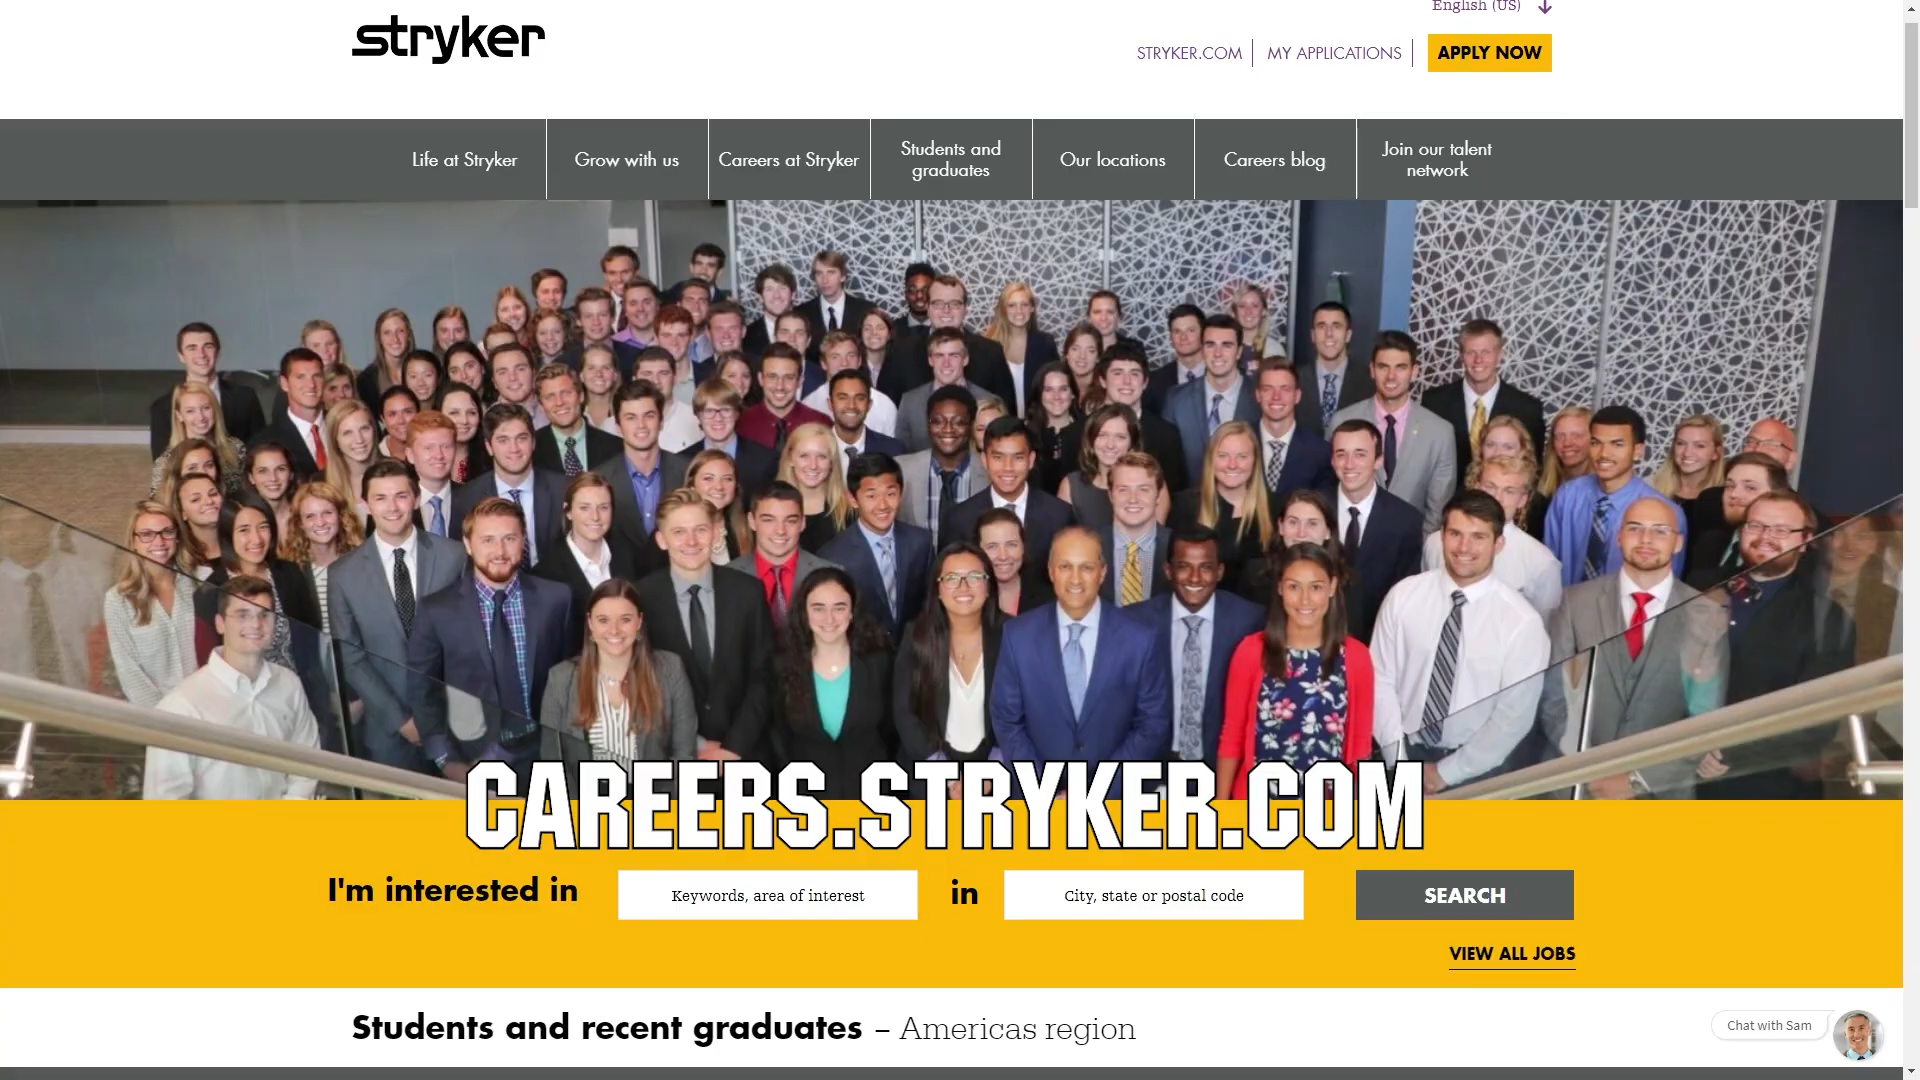 stryker
English (US)
STRYKER.COM
MY APPLICATIONS
APPLY NOW
Life at Stryker
Grow with us
Careers at Stryker
Students and
graduates
Our locations
Careers blog
Join our talent
network
CAREERS.STRYKER.COM
I'm interested in
Keywords, area of interest
in
City, state or postal code
SEARCH
VIEW ALL JOBS
Students and recent graduates – Americas region
Chat with Sam